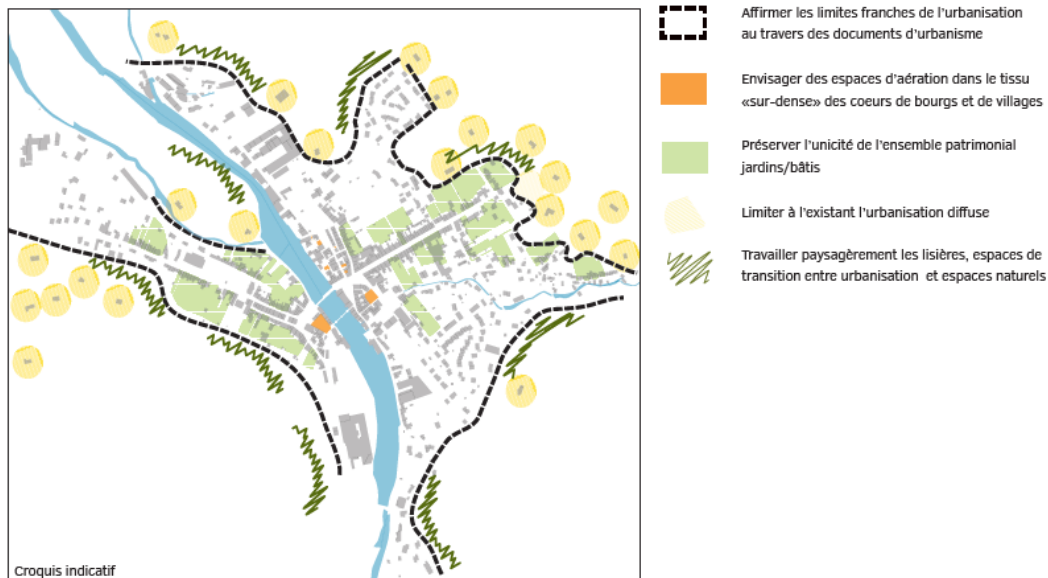 Affirmer les limites franches de l'urbanisation
au travers des documents d'urbanisme
Envisager des espaces d'aération dans le tissu
«sur-dense» des coeurs de bourgs et de villages
Préserver l'unicité de l'ensemble patrimonial
jardins/bâtis
Limiter à l'existant l'urbanisation diffuse
Travailler paysagèrement les lisières, espaces de
transition entre urbanisation et espaces naturels
Croquis indicatif